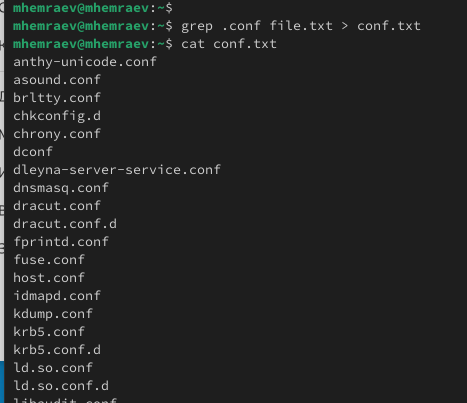 mhemraev@mhemraev:~$
mhemraev@mhemraev:~$ grep .conf file.txt > conf.txt
mhemraev@mhemraev:~$ cat conf.txt
anthy-unicode.conf
asound.conf
brltty.conf
chkconfig.d
chrony.conf
dconf
dleyna-server-service.conf
dnsmasq.conf
dracut.conf
dracut.conf.d
fprintd.conf
fuse.conf
host.conf
idmapd.conf
kdump.conf
krb5.conf
krb5.conf.d
ld.so.conf
ld.so.conf.d
libaudit.conf